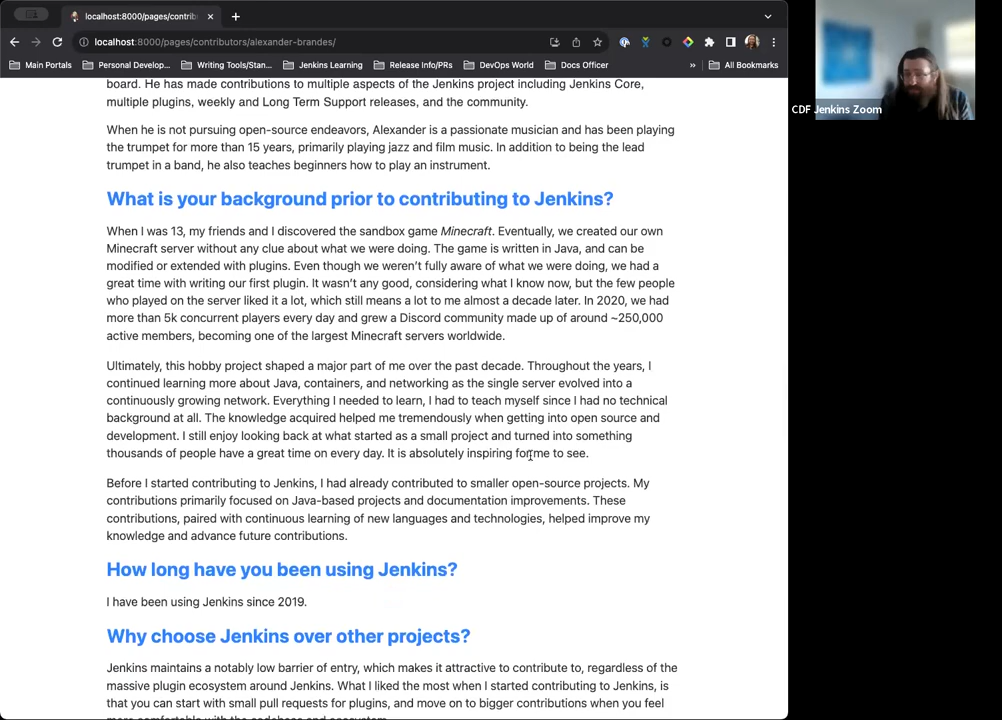 localhost:8000/pages/contrib
localhost:8000/pages/contributors/alexander-brandes/
Main Portals
Personal Develop...
Writing Tools/Stan...
Jenkins Learning
Release Info/PRs
DevOps World
Docs Officer
»
All Bookmarks
CDF Jenkins Zoom
board. He has made contributions to multiple aspects of the Jenkins project including Jenkins Core,
multiple plugins, weekly and Long Term Support releases, and the community.
When he is not pursuing open-source endeavors, Alexander is a passionate musician and has been playing
the trumpet for more than 15 years, primarily playing jazz and film music. In addition to being the lead
trumpet in a band, he also teaches beginners how to play an instrument.
What is your background prior to contributing to Jenkins?
When I was 13, my friends and I discovered the sandbox game Minecraft. Eventually, we created our own
Minecraft server without any clue about what we were doing. The game is written in Java, and can be
modified or extended with plugins. Even though we weren't fully aware of what we were doing, we had a
great time with writing our first plugin. It wasn't any good, considering what I know now, but the few people
who played on the server liked it a lot, which still means a lot to me almost a decade later. In 2020, we had
more than 5k concurrent players every day and grew a Discord community made up of around ~250,000
active members, becoming one of the largest Minecraft servers worldwide.
Ultimately, this hobby project shaped a major part of me over the past decade. Throughout the years, I
continued learning more about Java, containers, and networking as the single server evolved into a
continuously growing network. Everything I needed to learn, I had to teach myself since I had no technical
background at all. The knowledge acquired helped me tremendously when getting into open source and
development. I still enjoy looking back at what started as a small project and turned into something
thousands of people have a great time on every day. It is absolutely inspiring for me to see.
Before I started contributing to Jenkins, I had already contributed to smaller open-source projects. My
contributions primarily focused on Java-based projects and documentation improvements. These
contributions, paired with continuous learning of new languages and technologies, helped improve my
knowledge and advance future contributions.
How long have you been using Jenkins?
I have been using Jenkins since 2019.
Why choose Jenkins over other projects?
Jenkins maintains a notably low barrier of entry, which makes it attractive to contribute to, regardless of the
massive plugin ecosystem around Jenkins. What I liked the most when I started contributing to Jenkins, is
that you can start with small pull requests for plugins, and move on to bigger contributions when you feel
more comfortable with the codebase and ecosystem.